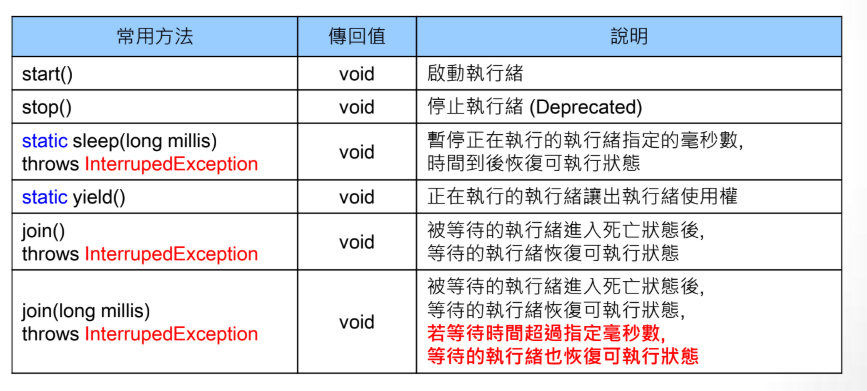 常用方法 傳回值 說明
start() void 啟動執行緒
stop() void 停止執行緒 (Deprecated)
static sleep(long millis)
throws InterrupedException
void
暫停正在執行的執行緒指定的毫秒數,
時間到後恢復可執行狀態
static yield() void 正在執行的執行緒讓出執行緒使用權
join()
throws InterrupedException
void
被等待的執行緒進入死亡狀態後,
等待的執行緒恢復可執行狀態
join(long millis)
throws InterrupedException
void
被等待的執行緒進入死亡狀態後,
等待的執行緒恢復可執行狀態,
若等待時間超過指定毫秒數,
等待的執行緒也恢復可執行狀態